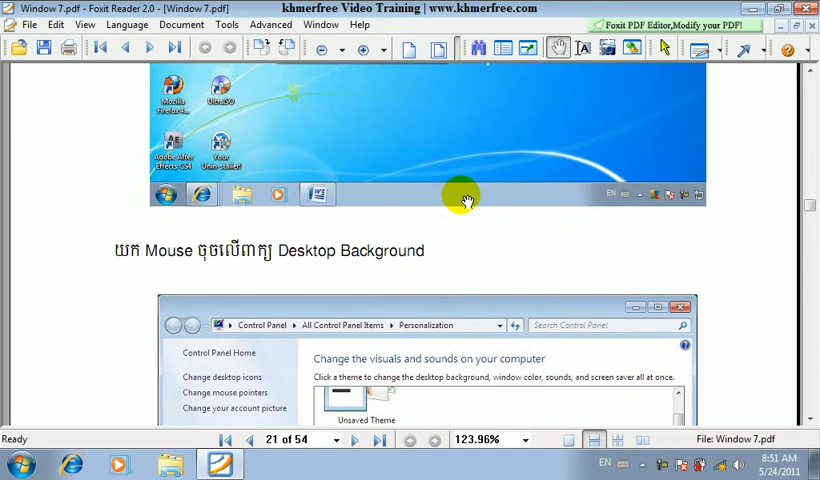 Window 7.pdf - Foxit Reader 2.0 - [Window 7.pdf]
khmerfree Video Training | www.khmerfree.com
File Edit View Language Document Tools Advanced Window Help
Foxit PDF Editor,Modify your PDF!
Mozilla Firefox 4...
UltraISO
AE
Adobe After Effects CS4
Your Unin-staller!
EN
យក Mouse ចុចលើពាក្យ Desktop Background
Control Panel All Control Panel Items Personalization
Search Control Panel
Control Panel Home
Change the visuals and sounds on your computer
Change desktop icons
Click a theme to change the desktop background, window color, sounds, and screen saver all at once.
Change mouse pointers
Change your account picture
Unsaved Theme
Ready
21 of 54
123.96%
File: Window 7.pdf
EN
8:51 AM
5/24/2011